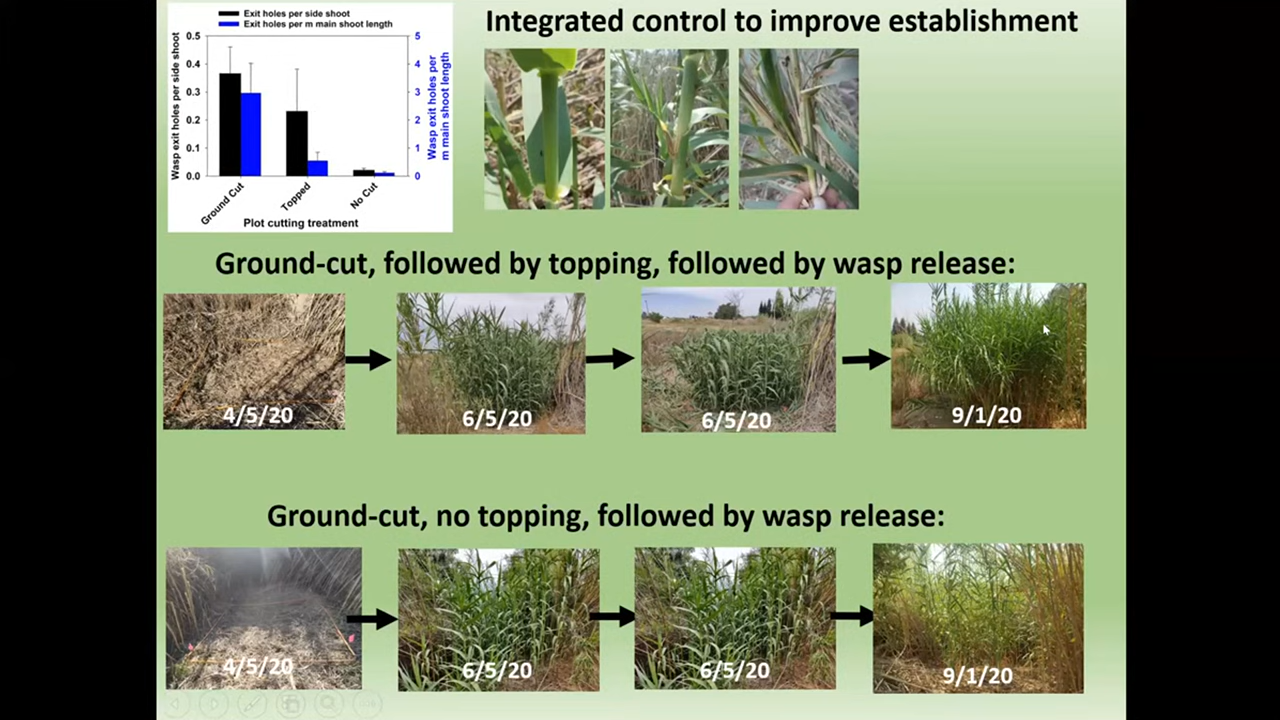 Integrated control to improve establishment
Exit holes per side shoot
Exit holes per m main shoot length
Wasp exit holes per side shoot
0.5
0.4
0.3
0.2
0.1
0.0
5
4
3
2
1
0
Wasp exit holes per
m main shoot length
Ground Cut
Topped
No Cut
Plot cutting treatment
Ground-cut, followed by topping, followed by wasp release:
4/5/20
6/5/20
6/5/20
9/1/20
Ground-cut, no topping, followed by wasp release:
4/5/20
6/5/20
6/5/20
9/1/20